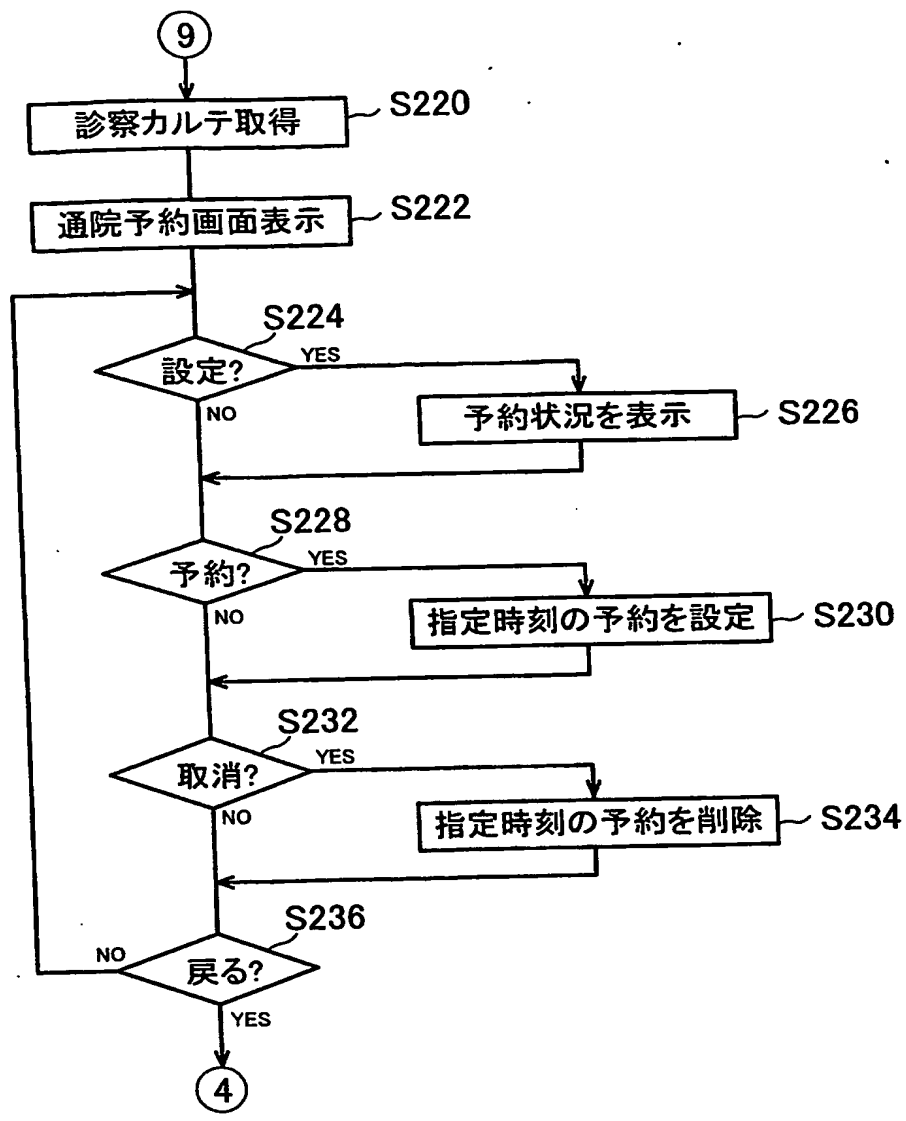 9
診察カルテ取得
S220
通院予約画面表示
S222
S224
設定?
YES
NO
予約状況を表示
S226
S228
予約?
YES
NO
指定時刻の予約を設定
S230
S232
取消?
YES
NO
指定時刻の予約を削除
S234
S236
NO
戻る?
YES
4